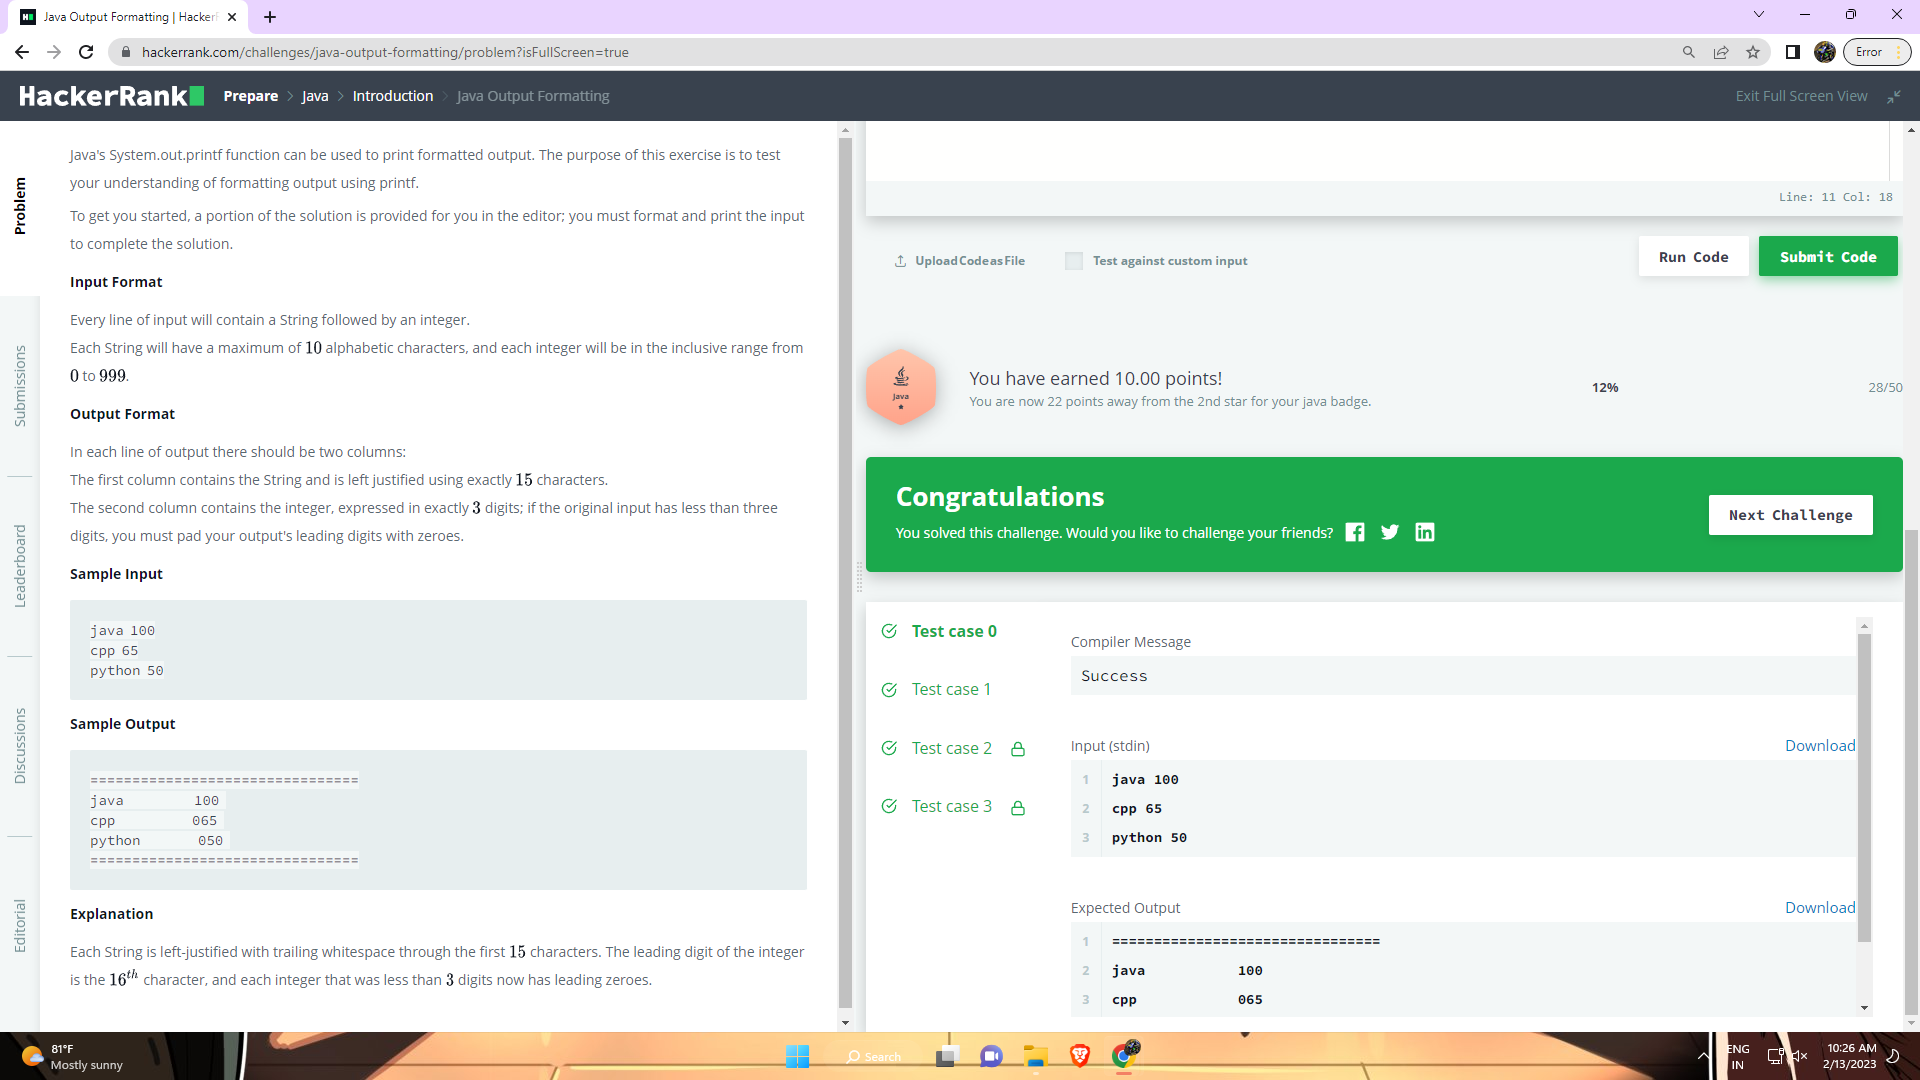 Java Output Formatting | HackerR
hackerrank.com/challenges/java-output-formatting/problem?isFullScreen=true
Error
HackerRank
Prepare > Java > Introduction > Java Output Formatting
Exit Full Screen View
Problem
Submissions
Leaderboard
Discussions
Editorial
Java's System.out.printf function can be used to print formatted output. The purpose of this exercise is to test
your understanding of formatting output using printf.
To get you started, a portion of the solution is provided for you in the editor; you must format and print the input
to complete the solution.
Input Format
Every line of input will contain a String followed by an integer.
Each String will have a maximum of 10 alphabetic characters, and each integer will be in the inclusive range from
0 to 999.
Output Format
In each line of output there should be two columns:
The first column contains the String and is left justified using exactly 15 characters.
The second column contains the integer, expressed in exactly 3 digits; if the original input has less than three
digits, you must pad your output's leading digits with zeroes.
Sample Input
java 100
cpp 65
python 50
Sample Output
================================
java 100
cpp 065
python 050
================================
Explanation
Each String is left-justified with trailing whitespace through the first 15 characters. The leading digit of the integer
is the 16th character, and each integer that was less than 3 digits now has leading zeroes.
Line: 11 Col: 18
Upload Code as File
Test against custom input
Run Code
Submit Code
Java
You have earned 10.00 points!
You are now 22 points away from the 2nd star for your java badge.
12%
28/50
Congratulations
You solved this challenge. Would you like to challenge your friends?
Next Challenge
Test case 0
Test case 1
Test case 2
Test case 3
Compiler Message
Success
Input (stdin)
Download
1 java 100
2 cpp 65
3 python 50
Expected Output
Download
1 ================================
2 java 100
3 cpp 065
81°F
Mostly sunny
Search
ENG
IN
10:26 AM
2/13/2023